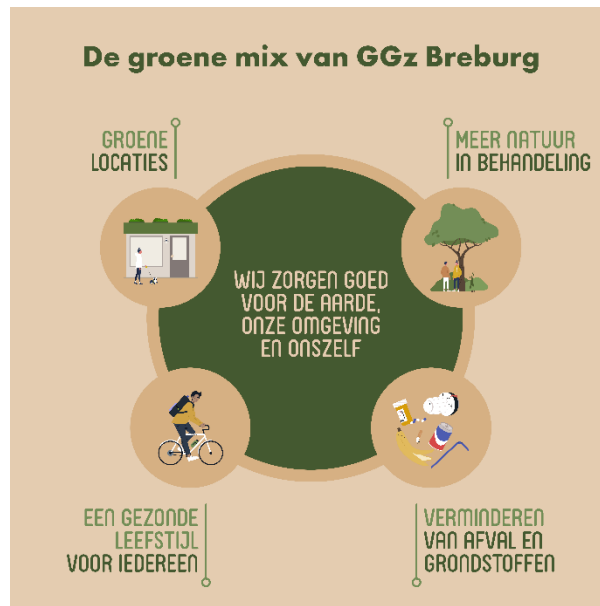 De groene mix van GGz Breburg
GROENE
LOCATIES
MEER NATUUR
IN BEHANDELING
WIJ ZORGEN GOED
VOOR DE AARDE,
ONZE OMGEVING
EN ONSZELF
EEN GEZONDE
LEEFSTIJL
VOOR IEDEREEN
VERMINDEREN
VAN AFVAL EN
GRONDSTOFFEN